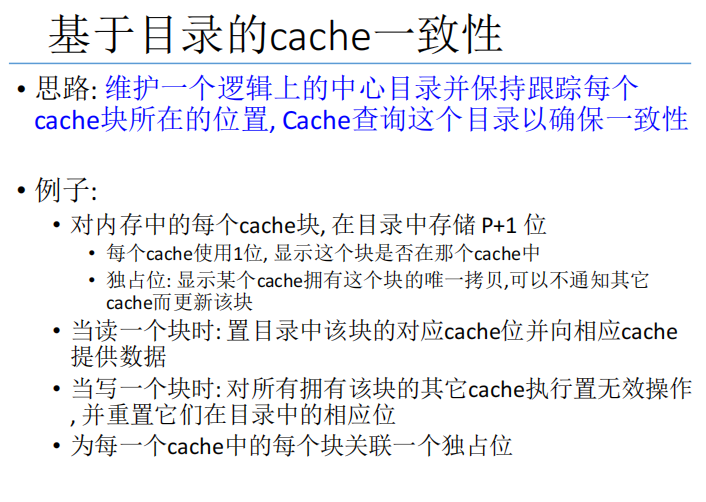 基于目录的cache一致性
• 思路: 维护一个逻辑上的中心目录并保持跟踪每个
cache块所在的位置, Cache查询这个目录以确保一致性
• 例子:
• 对内存中的每个cache块, 在目录中存储 P+1 位
• 每个cache使用1位, 显示这个块是否在那个cache中
• 独占位: 显示某个cache拥有这个块的唯一拷贝,可以不通知其它
cache而更新该块
• 当读一个块时: 置目录中该块的对应cache位并向相应cache
提供数据
• 当写一个块时: 对所有拥有该块的其它cache执行置无效操作
, 并重置它们在目录中的相应位
• 为每一个cache中的每个块关联一个独占位